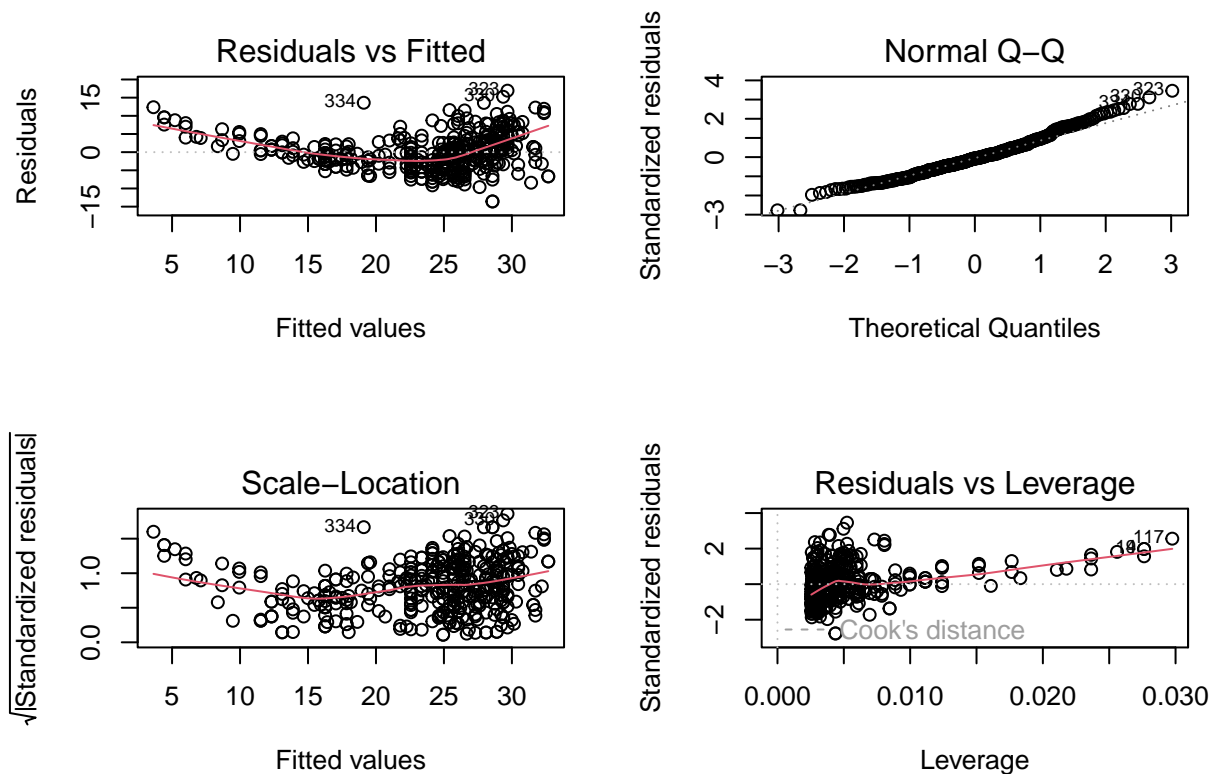 Residuals vs Fitted
Residuals
15
0
−15
334
323
330
5 10 15 20 25 30
Fitted values
Normal Q−Q
Standardized residuals
4
2
0
−3
323
−3 −2 −1 0 1 2 3
Theoretical Quantiles
Scale−Location
√|Standardized residuals|
1.0
0.0
334
323
330
5 10 15 20 25 30
Fitted values
Residuals vs Leverage
Standardized residuals
2
0
−2
117
Cook's distance
0.000 0.010 0.020 0.030
Leverage